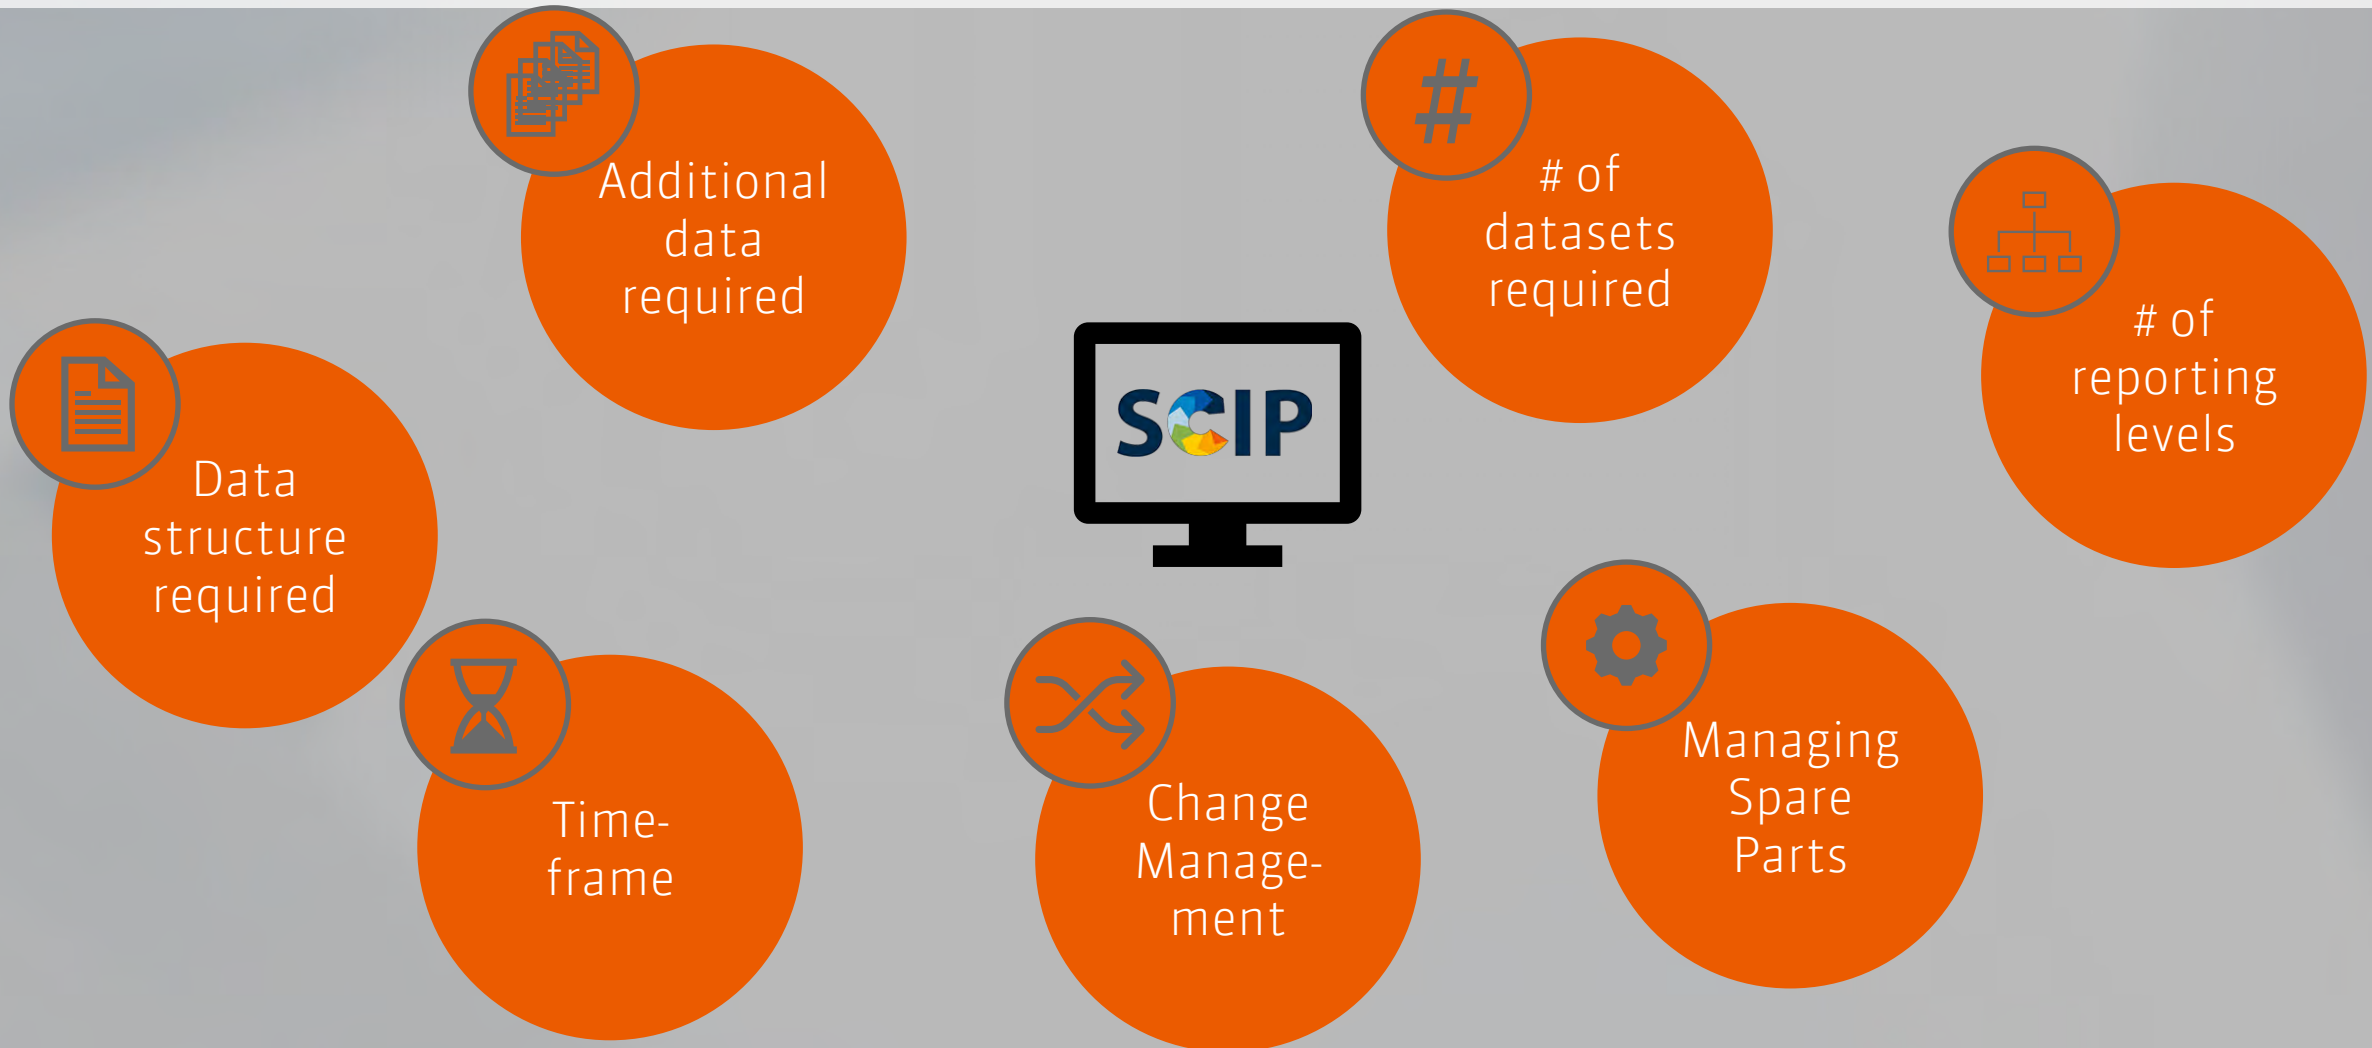 Additional
data
required
#
# of
datasets
required
# of
reporting
levels
SCIP
Data
structure
required
Time-
frame
Change
Manage-
ment
Managing
Spare
Parts